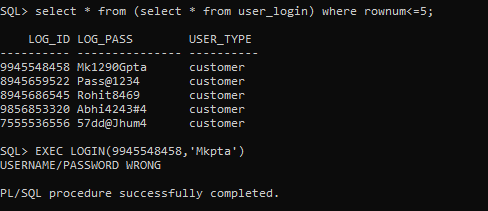 SQL> select * from (select * from user_login) where rownum<=5;
LOG_ID LOG_PASS USER_TYPE
---------- --------------- -----------
9945548458 Mk1290Gpta customer
8945659522 Pass@1234 customer
8945686545 Rohit8469 customer
9856853320 Abhi4243#4 customer
7555536556 57dd@Jhum4 customer
SQL> EXEC LOGIN(9945548458,'Mkpta')
USERNAME/PASSWORD WRONG
PL/SQL procedure successfully completed.